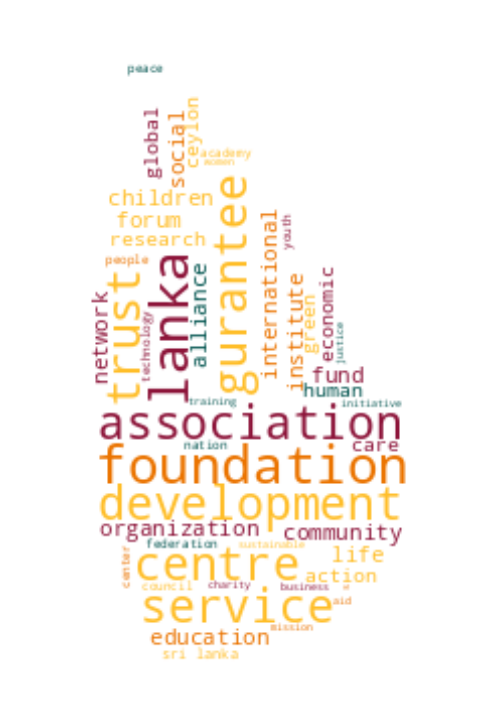 peace
global
social
ceylon
academy
women
children
forum
research
people
trust
lanka
gurantee
alliance
international
youth
network
technology
institute
green
economic
justice
fund
human
training
initiative
association
nation
care
foundation
development
organization
community
federation
sustainable
center
centre
life
action
council
charity
business
service
aid
mission
education
sri lanka